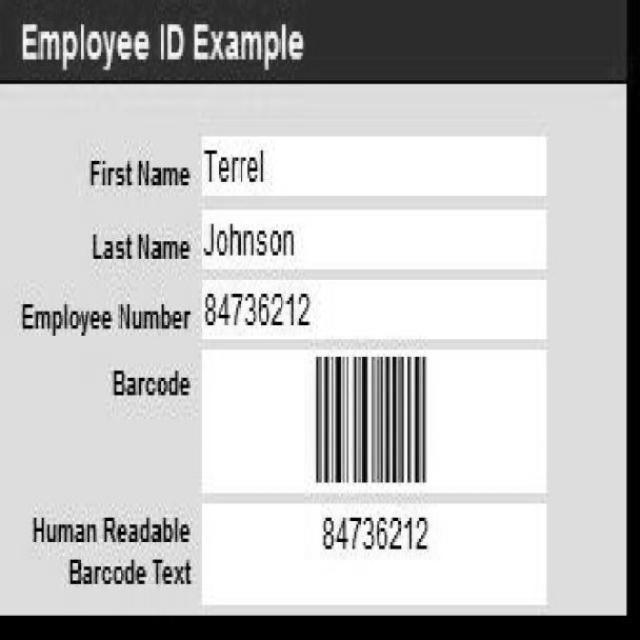 Employee ID Example
First Name Terrel
Last Name Johnson
Employee Number 84736212
Barcode
Human Readable 84736212
Barcode Text